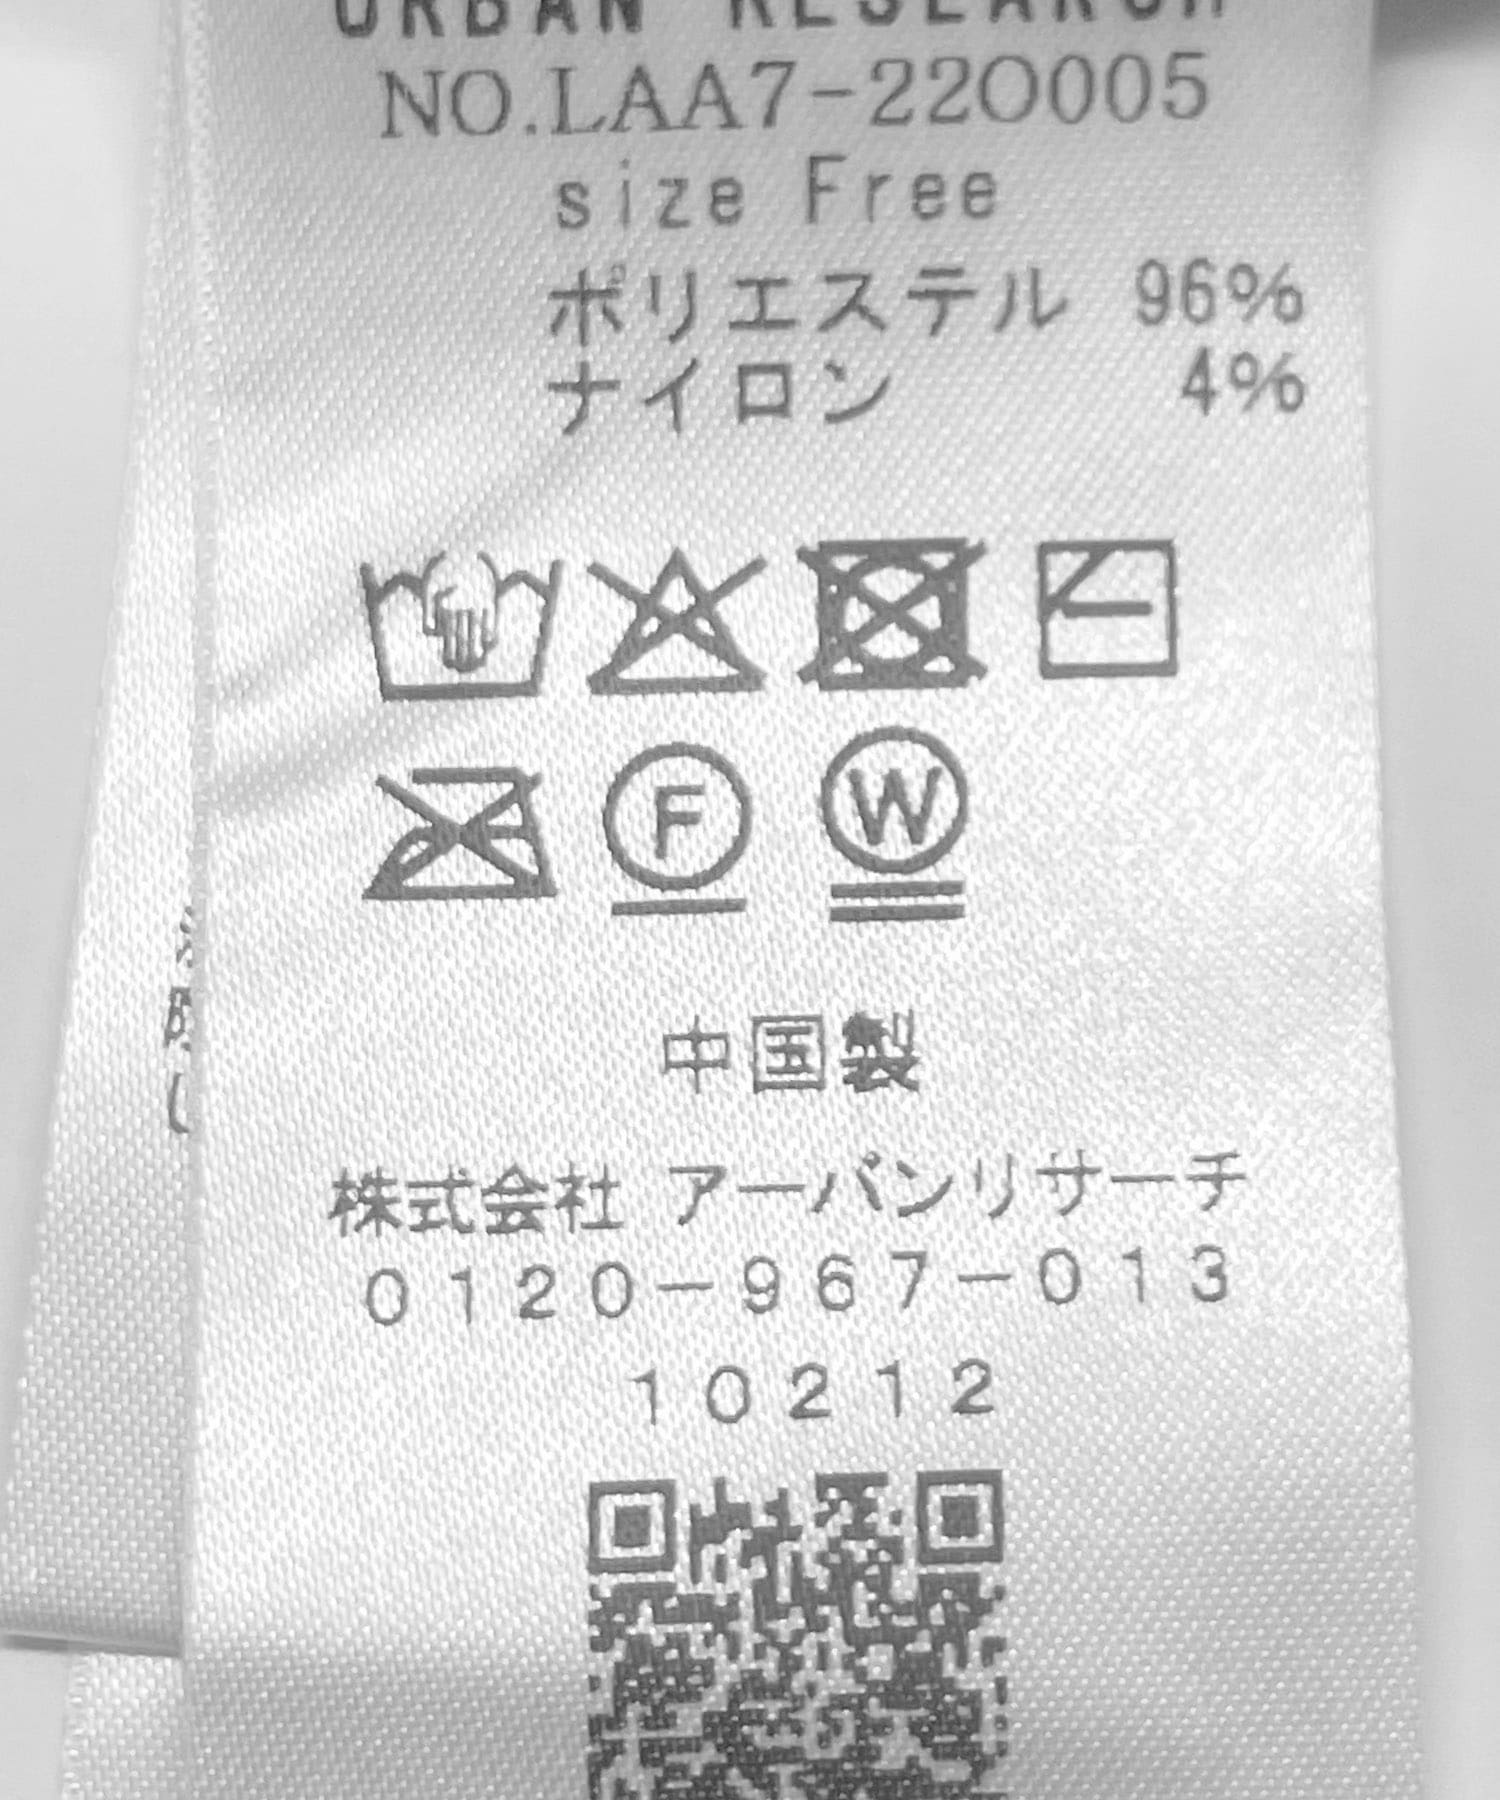 URBAN RESEARCH
NO.LAA7-220005
size Free
ポリエステル 96%
ナイロン 4%
F
W
中国製
株式会社 アーバンリサーチ
0120-967-013
10212